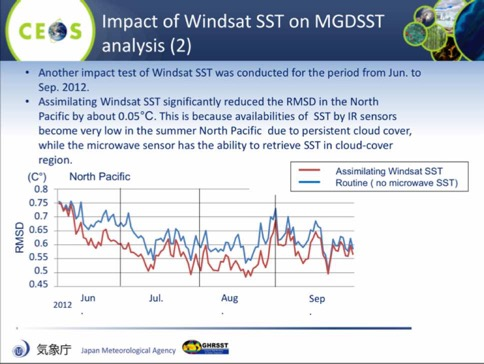 CEOS
Impact of Windsat SST on MGDSST
analysis (2)
• Another impact test of Windsat SST was conducted for the period from Jun. to
Sep. 2012.
• Assimilating Windsat SST significantly reduced the RMSD in the North
Pacific by about 0.05°C. This is because availabilities of SST by IR sensors
become very low in the summer North Pacific due to persistent cloud cover,
while the microwave sensor has the ability to retrieve SST in cloud-cover
region.
Assimilating Windsat SST
Routine ( no microwave SST)
(C°) North Pacific
0.8
0.75
0.7
0.65
0.6
0.55
0.5
0.45
RMSD
2012 Jun. Jul. Aug. Sep.
気象庁 Japan Meteorological Agency GHRSST